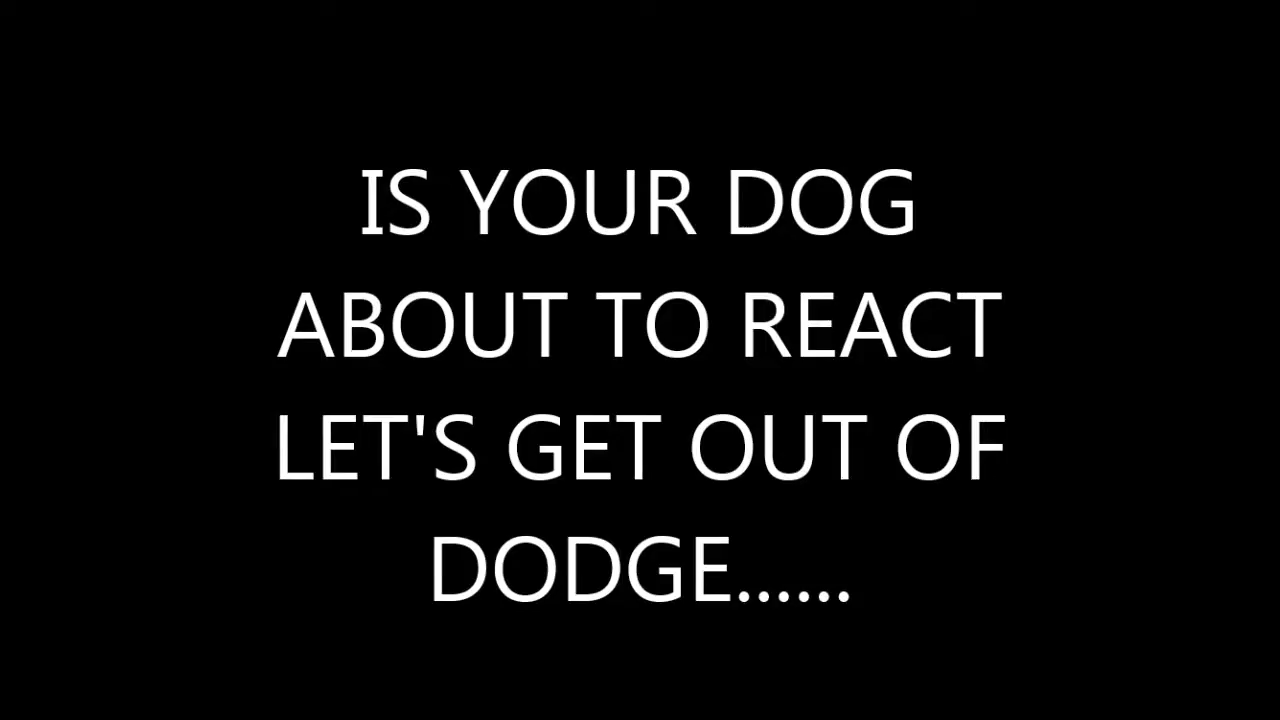 IS YOUR DOG
ABOUT TO REACT
LET'S GET OUT OF
DODGE......